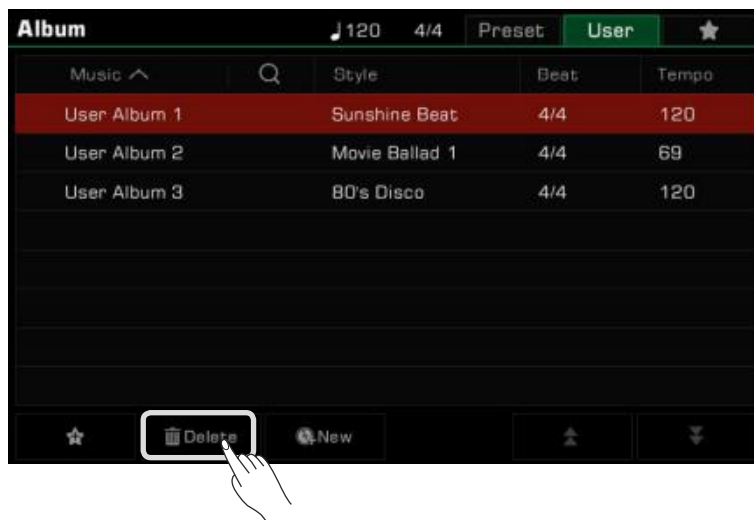 Album ♩120 4/4 Preset User
Music Style Beat Tempo
User Album 1 Sunshine Beat 4/4 120
User Album 2 Movie Ballad 1 4/4 69
User Album 3 80's Disco 4/4 120
Delete New